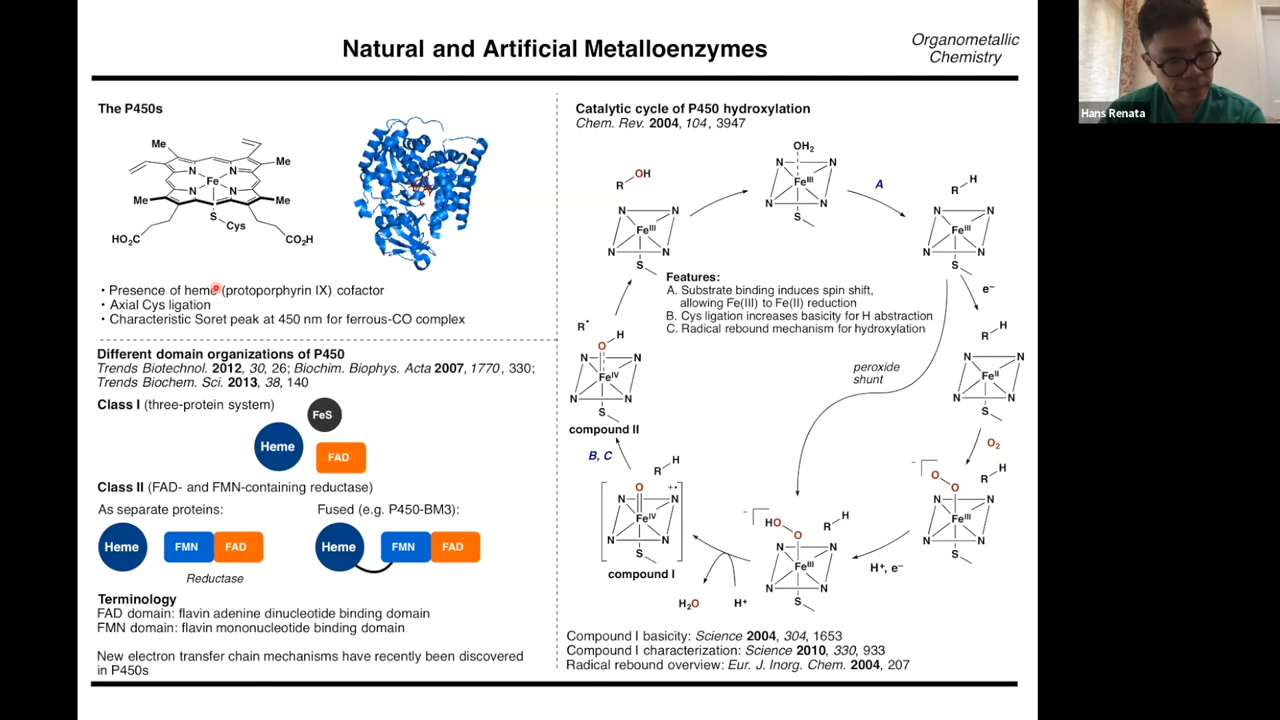 Natural and Artificial Metalloenzymes
Organometallic
Chemistry
Hans Renata
The P450s
Me
Me
N
N
Fe
N
N
Me
Me
S
Cys
HO2C
CO2H
• Presence of heme (protoporphyrin IX) cofactor
• Axial Cys ligation
• Characteristic Soret peak at 450 nm for ferrous-CO complex
Different domain organizations of P450
Trends Biotechnol. 2012, 30, 26; Biochim. Biophys. Acta 2007, 1770, 330;
Trends Biochem. Sci. 2013, 38, 140
Class I (three-protein system)
FeS
Heme
FAD
Class II (FAD- and FMN-containing reductase)
As separate proteins:
Fused (e.g. P450-BM3):
Heme
FMN
FAD
Heme
FMN
FAD
Reductase
Terminology
FAD domain: flavin adenine dinucleotide binding domain
FMN domain: flavin mononucleotide binding domain
New electron transfer chain mechanisms have recently been discovered
in P450s
Catalytic cycle of P450 hydroxylation
Chem. Rev. 2004, 104, 3947
OH2
N
N
FeIII
N
N
S
A
R
H
N
N
FeIII
N
N
S
e–
R
H
N
N
FeII
N
N
S
O2
–
O
O
R
H
N
N
FeIII
N
N
S
H+, e–
–
HO
O
R
H
N
N
FeIII
N
N
S
peroxide
shunt
H+
H2O
R
H
O
+•
N
N
FeIV
N
N
S
compound I
B, C
R•
H
O
N
N
FeIV
N
N
S
compound II
R
OH
N
N
FeIII
N
N
S
Features:
A. Substrate binding induces spin shift,
allowing Fe(III) to Fe(II) reduction
B. Cys ligation increases basicity for H abstraction
C. Radical rebound mechanism for hydroxylation
Compound I basicity: Science 2004, 304, 1653
Compound I characterization: Science 2010, 330, 933
Radical rebound overview: Eur. J. Inorg. Chem. 2004, 207